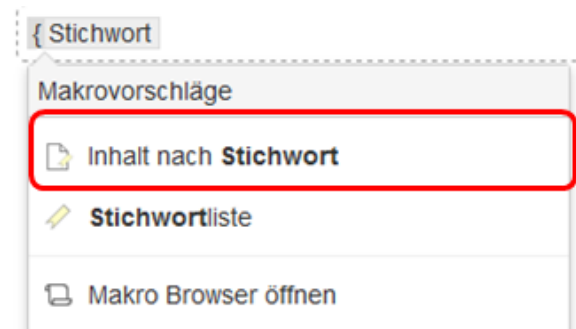 { Stichwort
Makrovorschläge
Inhalt nach Stichwort
Stichwortliste
Makro Browser öffnen